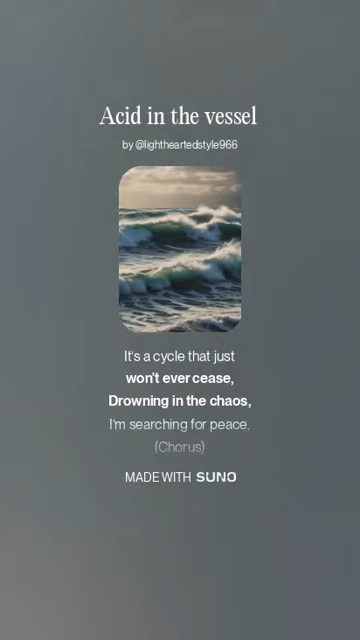 Acid in the vessel
by @lightheartedstyle966
It's a cycle that just
won't ever cease,
Drowning in the chaos,
I'm searching for peace,
(Chorus)
MADE WITH SUNO